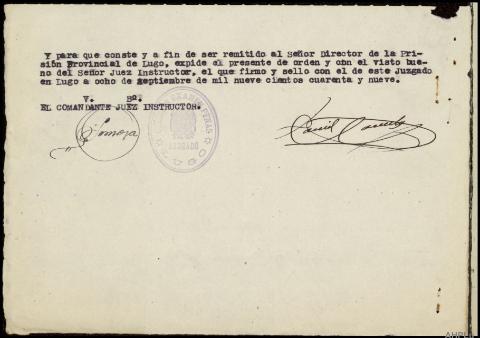 Y para que conste y a fin de ser remitido al Señor Director de la Pri-
sión Provincial de Lugo, expide el presente de orden y con el visto bue-
no del Señor Juez Instructor, el que firmo y sello con el de este Juzgado
en Lugo a ocho de septiembre de mil nueve cientos cuarenta y nueve.
V. Bº.
EL COMANDANTE JUEZ INSTRUCTOR.
JUZGADO
LUGO
AHPLU